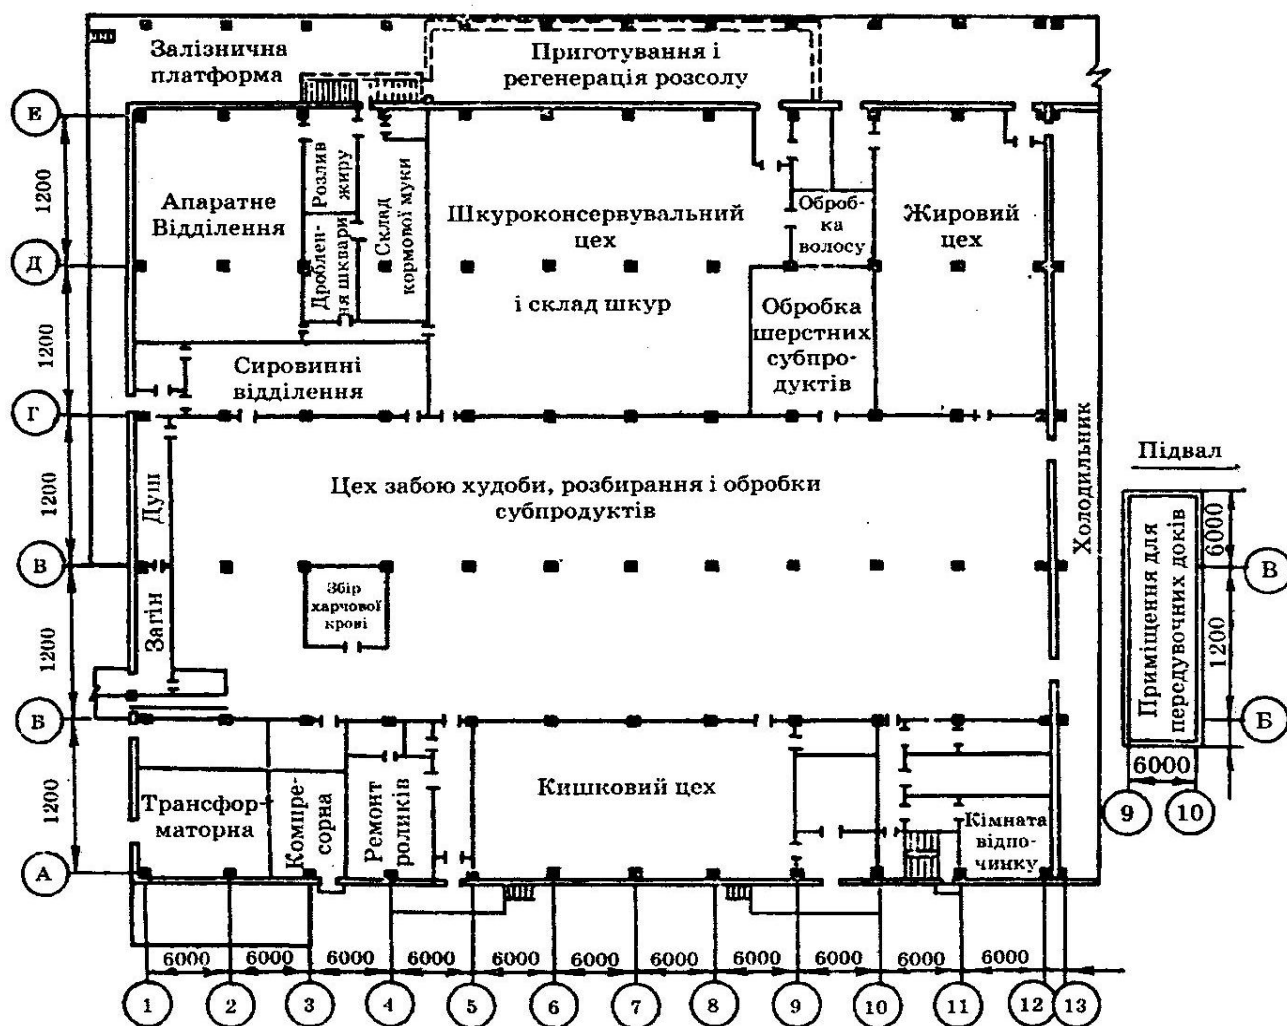 Залізнична
платформа
Приготування і
регенерація розсолу
Е
1200
Апаратне
Відділення
Розлив
жиру
Дроблен-
ня шквари
Склад
кормової муки
Шкуроконсервувальний
цех
і склад шкур
Оброб-
ка
волосу
Жировий
цех
Д
1200
Обробка
шерстних
субпро-
дуктів
Сировинні
відділення
Г
1200
Душ
Цех забою худоби, розбирання і обробки
субпродуктів
Холодильник
В
1200
Загін
Збір
харчової
крові
Б
1200
Трансфор-
маторна
Компре-
сорна
Ремонт
роликів
Кишковий цех
Кімната
відпо-
чинку
А
6000
6000
6000
6000
6000
6000
6000
6000
6000
6000
6000
1
2
3
4
5
6
7
8
9
10
11
12
13
Підвал
Приміщення для
передувочних доків
6000
В
1200
Б
6000
9
10